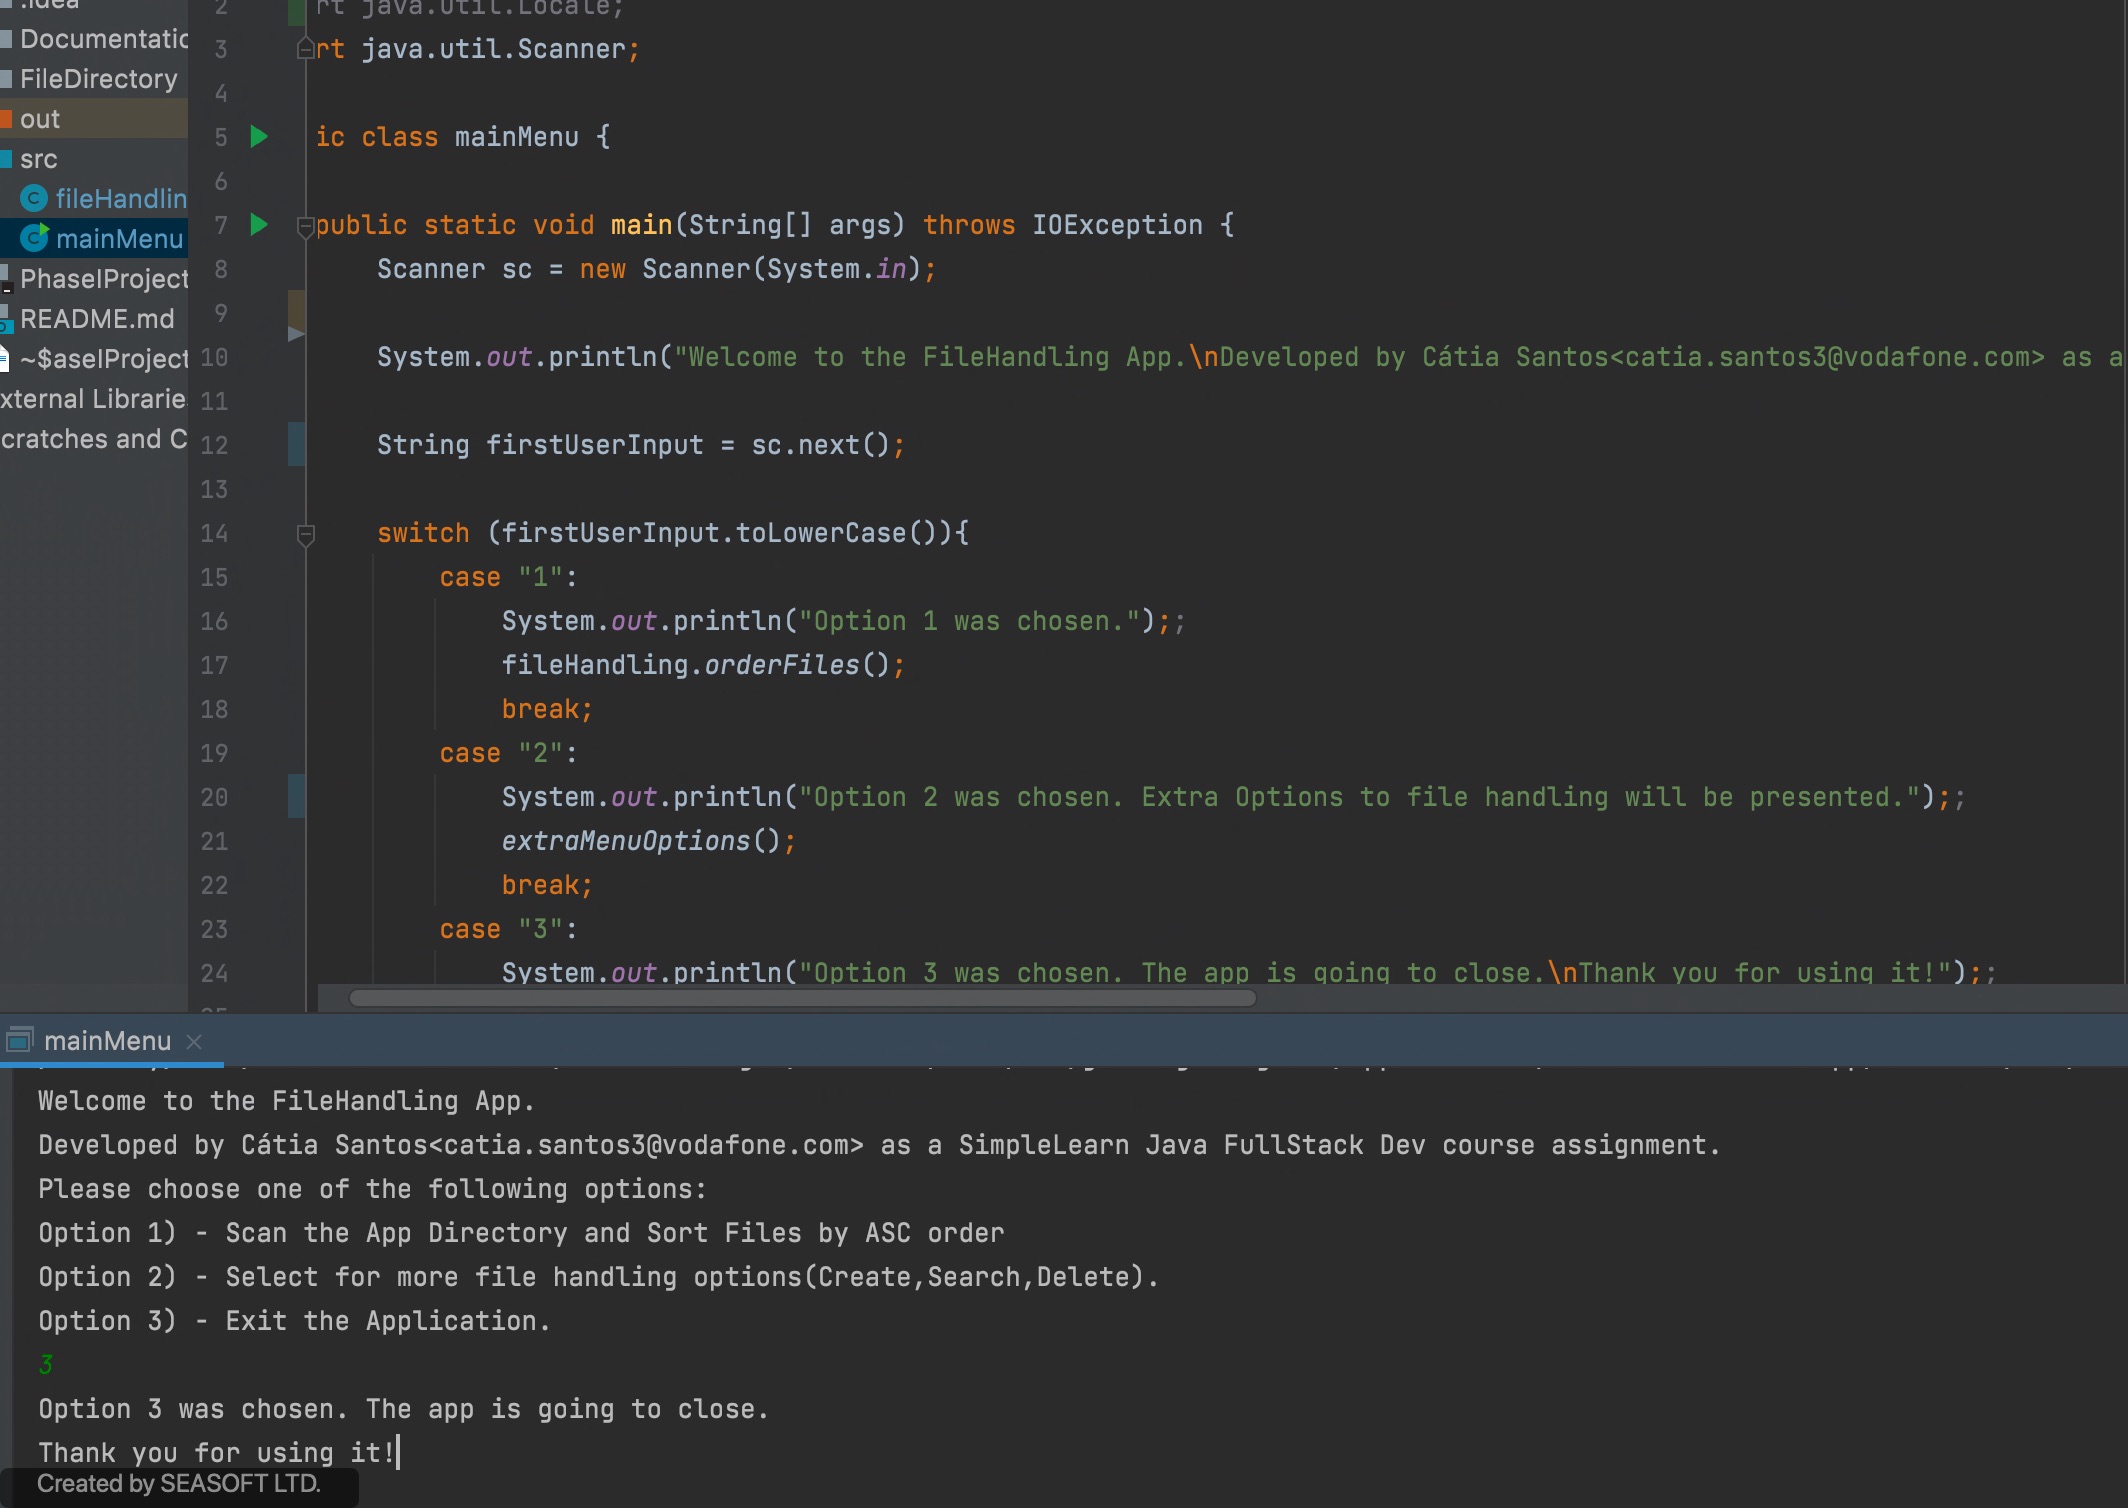 .idea
Documentatio
FileDirectory
out
src
fileHandlin
mainMenu
PhaseIProject
README.md
~$aseIProject
xternal Librarie
cratches and C
2 rt java.util.Locale;
3 rt java.util.Scanner;
4
5 ic class mainMenu {
6
7 public static void main(String[] args) throws IOException {
8 Scanner sc = new Scanner(System.in);
9
10 System.out.println("Welcome to the FileHandling App.\nDeveloped by Cátia Santos<catia.santos3@vodafone.com> as a
11
12 String firstUserInput = sc.next();
13
14 switch (firstUserInput.toLowerCase()){
15 case "1":
16 System.out.println("Option 1 was chosen.");;
17 fileHandling.orderFiles();
18 break;
19 case "2":
20 System.out.println("Option 2 was chosen. Extra Options to file handling will be presented.");;
21 extraMenuOptions();
22 break;
23 case "3":
24 System.out.println("Option 3 was chosen. The app is going to close.\nThank you for using it!");;
mainMenu
Welcome to the FileHandling App.
Developed by Cátia Santos<catia.santos3@vodafone.com> as a SimpleLearn Java FullStack Dev course assignment.
Please choose one of the following options:
Option 1) - Scan the App Directory and Sort Files by ASC order
Option 2) - Select for more file handling options(Create,Search,Delete).
Option 3) - Exit the Application.
3
Option 3 was chosen. The app is going to close.
Thank you for using it!
Created by SEASOFT LTD.